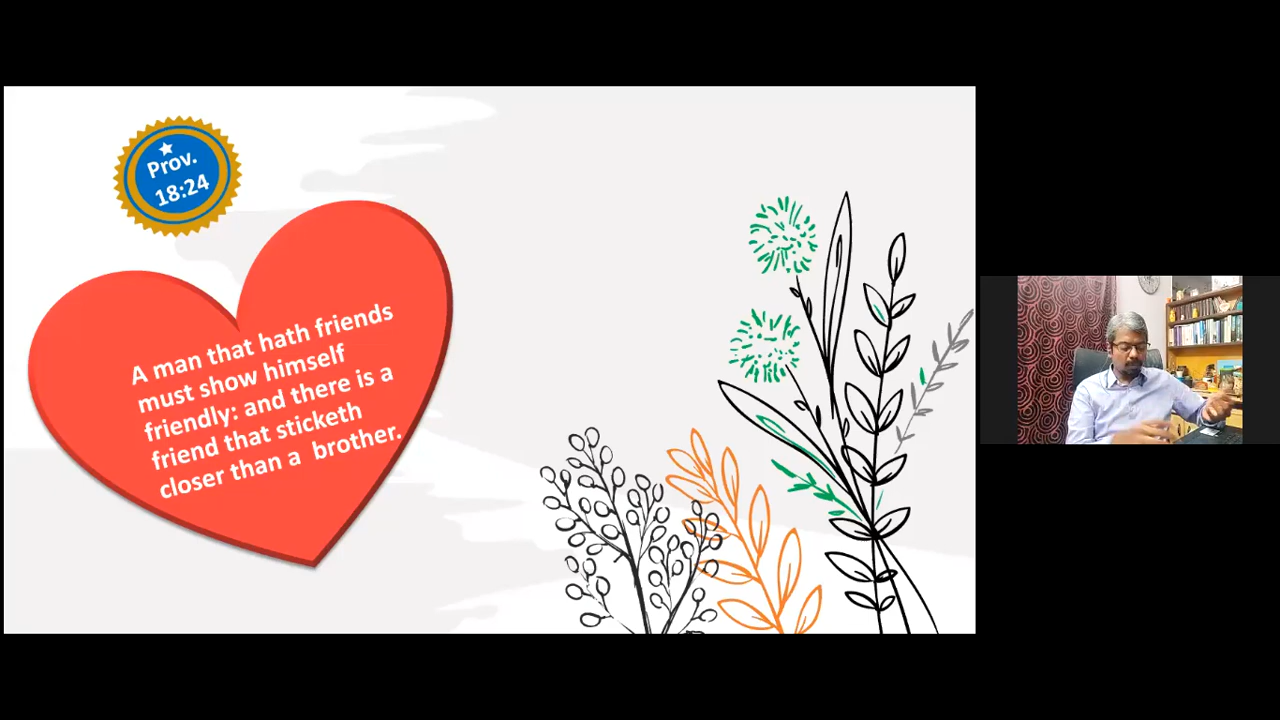 Prov.
18:24
A man that hath friends
must show himself
friendly: and there is a
friend that sticketh
closer than a brother.